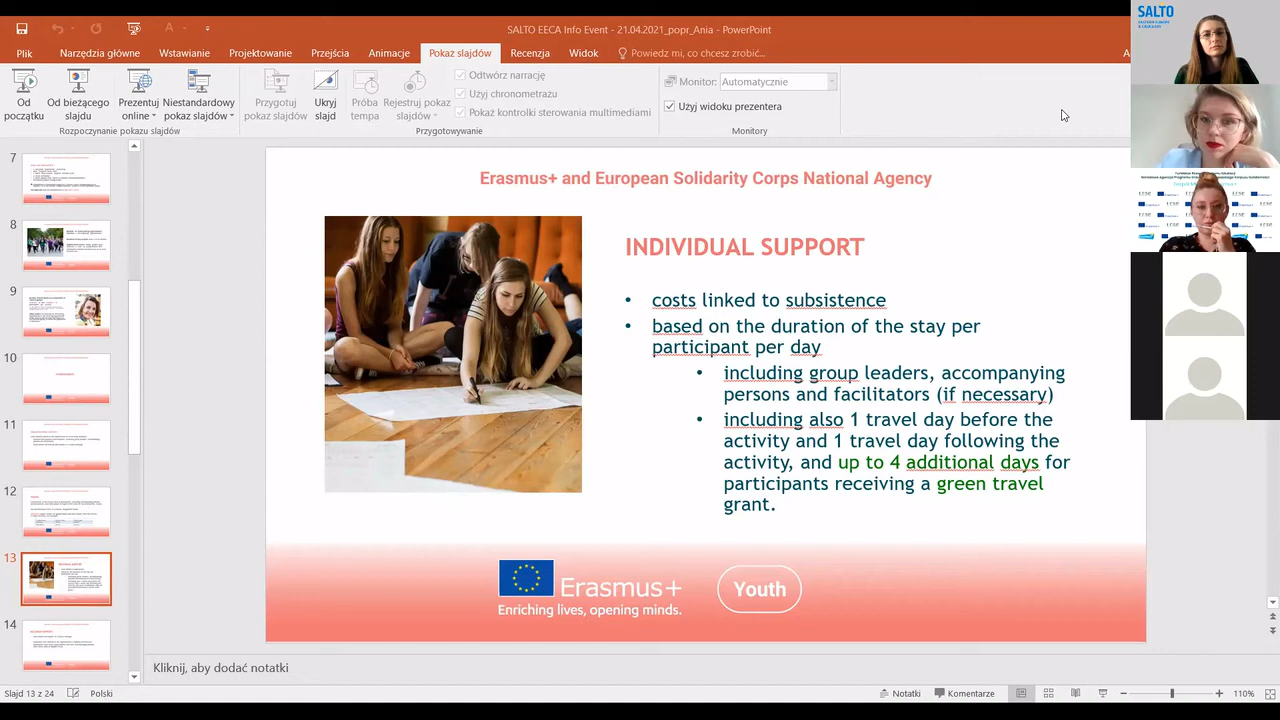 SALTO EECA Info Event - 21.04.2021_popr_Ania - PowerPoint
Plik
Narzędzia główne
Wstawianie
Projektowanie
Przejścia
Animacje
Pokaz slajdów
Recenzja
Widok
Powiedz mi, co chcesz zrobić...
Od
początku
Od bieżącego
slajdu
Prezentuj
online
Niestandardowy
pokaz slajdów
Rozpoczynanie pokazu slajdów
Przygotuj
pokaz slajdów
Ukryj
slajd
Próba
tempa
Rejestruj pokaz
slajdów
Odtwórz narrację
Użyj chronometrażu
Pokaż kontrolki sterowania multimediami
Przygotowywanie
Monitor:
Automatycznie
Użyj widoku prezentera
Monitory
SALTO
7
8
9
10
11
12
13
14
Erasmus+ and European Solidarity Corps National Agency
INDIVIDUAL SUPPORT
• costs linked to subsistence
• based on the duration of the stay per
participant per day
• including group leaders, accompanying
persons and facilitators (if necessary)
• including also 1 travel day before the
activity and 1 travel day following the
activity, and up to 4 additional days for
participants receiving a green travel
grant.
Erasmus+
Enriching lives, opening minds.
Youth
Kliknij, aby dodać notatki
Slajd 13 z 24
Polski
Notatki
Komentarze
110%